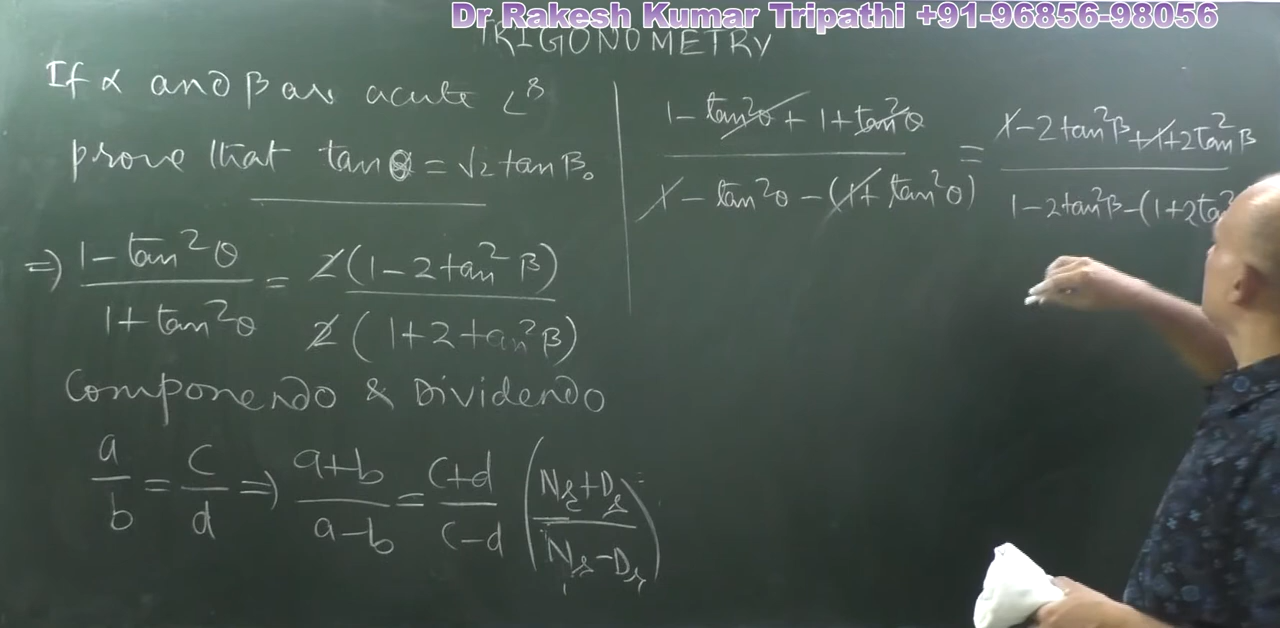 Dr Rakesh Kumar Tripathi +91-96856-98056
TRIGONOMETRY
If α and β are acute ∠s
prove that tanθ = √2 tanβ.
=> (1 - tan²θ)/(1 + tan²θ) = 2(1 - 2tan²β)/2(1 + 2tan²β)
Componendo & Dividendo
a/b = c/d => (a+b)/(a-b) = (c+d)/(c-d) (Nr+Dr/Nr-Dr)
(1 - tan²θ + 1 + tan²θ)/(1 - tan²θ - (1 + tan²θ)) = (1 - 2tan²β + 1 + 2tan²β)/(1 - 2tan²β - (1 + 2ta